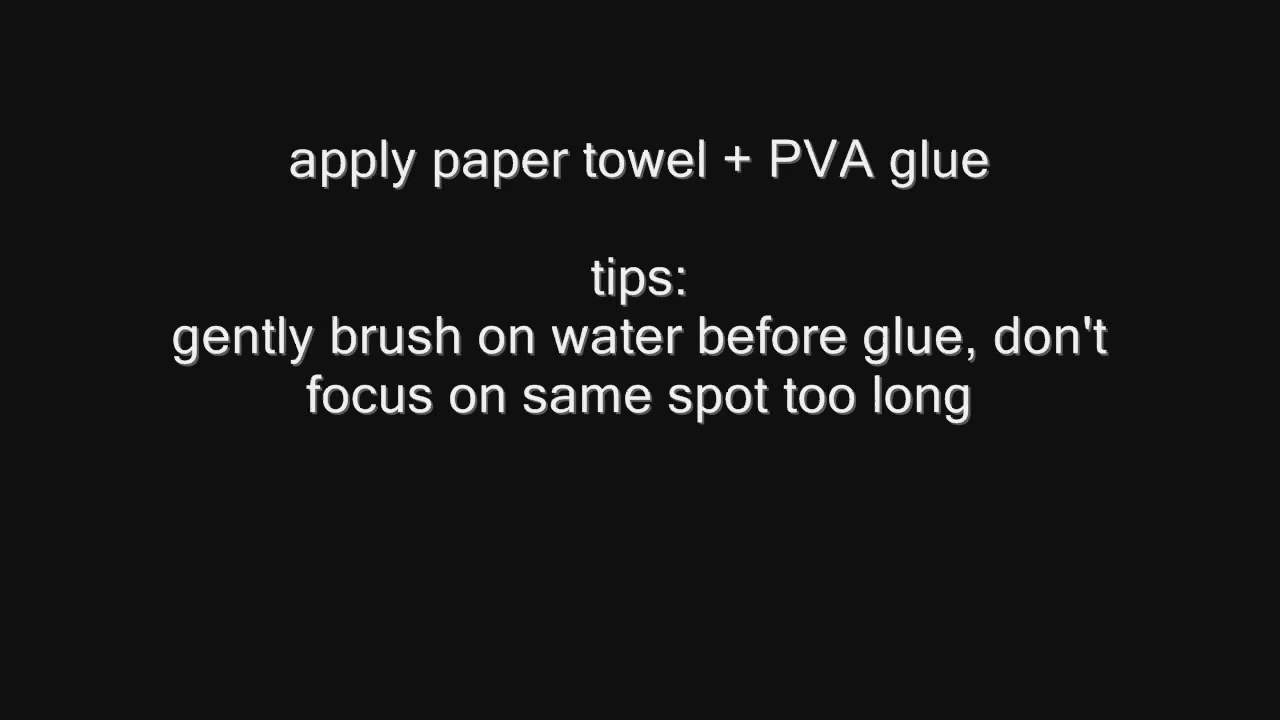 apply paper towel + PVA glue
tips:
gently brush on water before glue, don't
focus on same spot too long